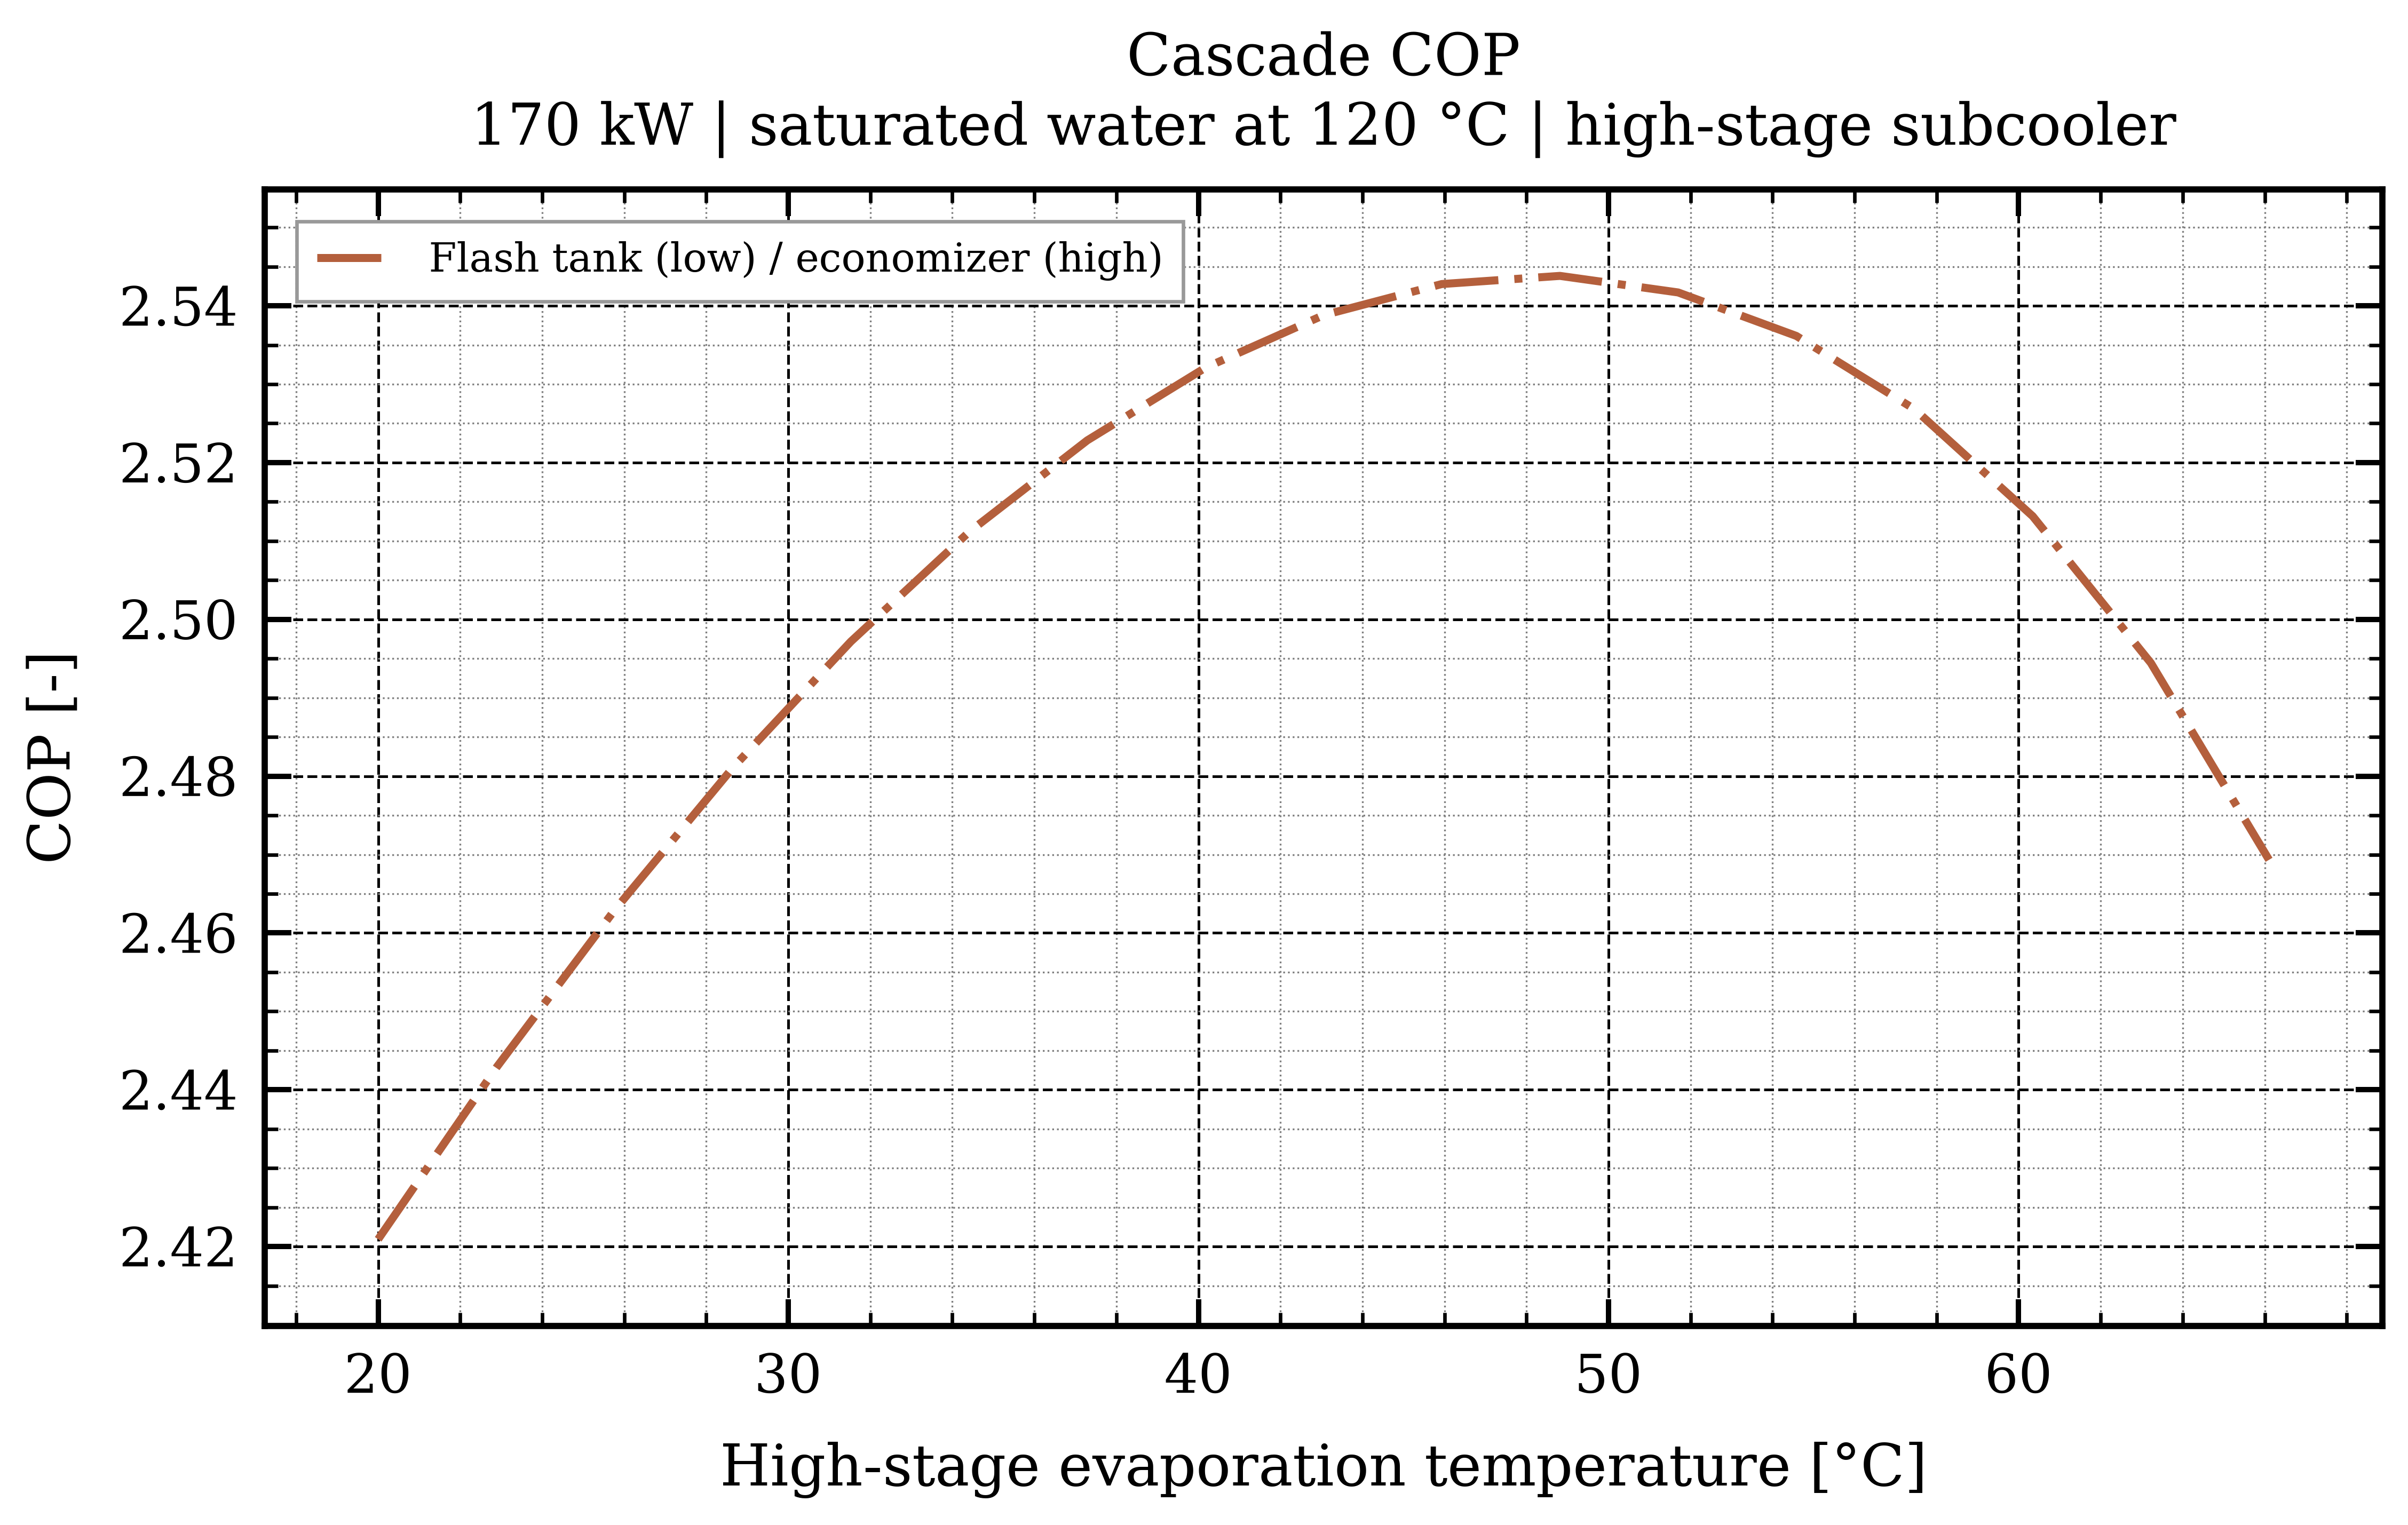 Cascade COP
170 kW | saturated water at 120 °C | high-stage subcooler
Flash tank (low) / economizer (high)
COP [-]
2.54
2.52
2.50
2.48
2.46
2.44
2.42
20 30 40 50 60
High-stage evaporation temperature [°C]